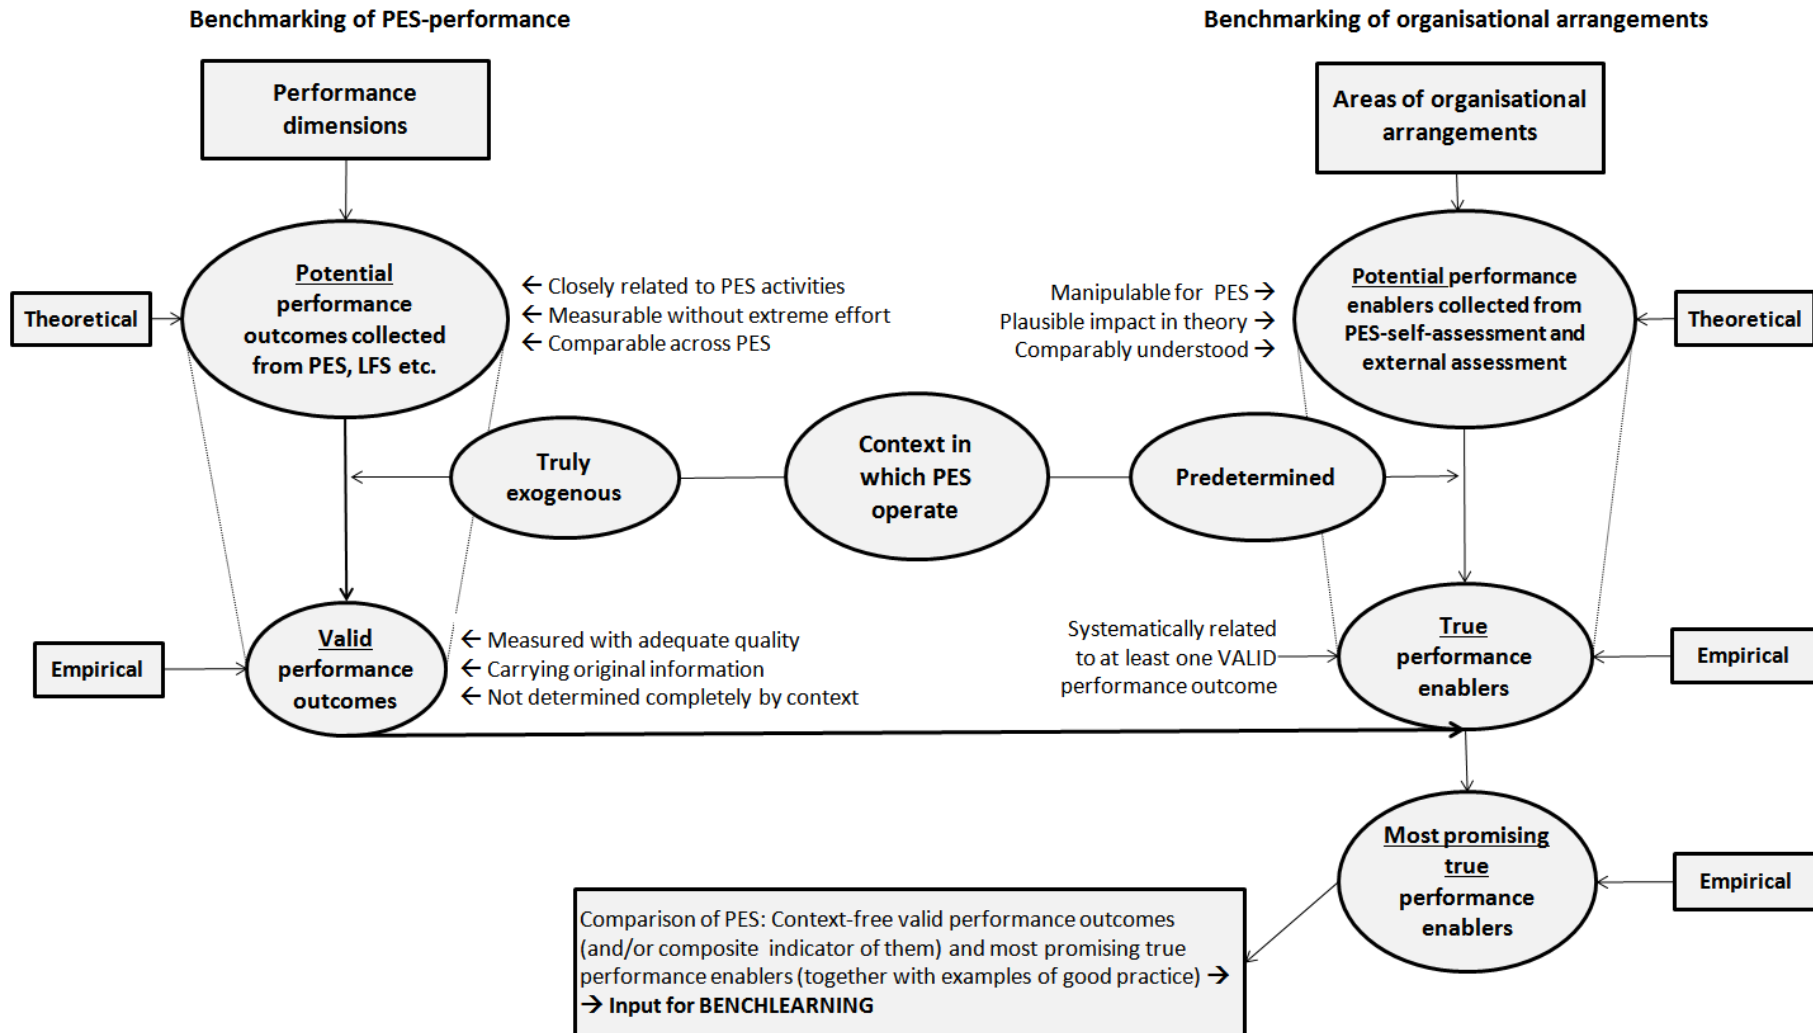 Benchmarking of PES-performance
Benchmarking of organisational arrangements
Performance
dimensions
Areas of organisational
arrangements
Potential
performance
outcomes collected
from PES, LFS etc.
Theoretical
← Closely related to PES activities
← Measurable without extreme effort
← Comparable across PES
Manipulable for PES →
Plausible impact in theory →
Comparably understood →
Potential performance
enablers collected from
PES-self-assessment and
external assessment
Theoretical
Truly
exogenous
Context in
which PES
operate
Predetermined
Empirical
Valid
performance
outcomes
← Measured with adequate quality
← Carrying original information
← Not determined completely by context
Systematically related
to at least one VALID
performance outcome
True
performance
enablers
Empirical
Most promising
true
performance
enablers
Empirical
Comparison of PES: Context-free valid performance outcomes
(and/or composite indicator of them) and most promising true
performance enablers (together with examples of good practice) →
→ Input for BENCHLEARNING